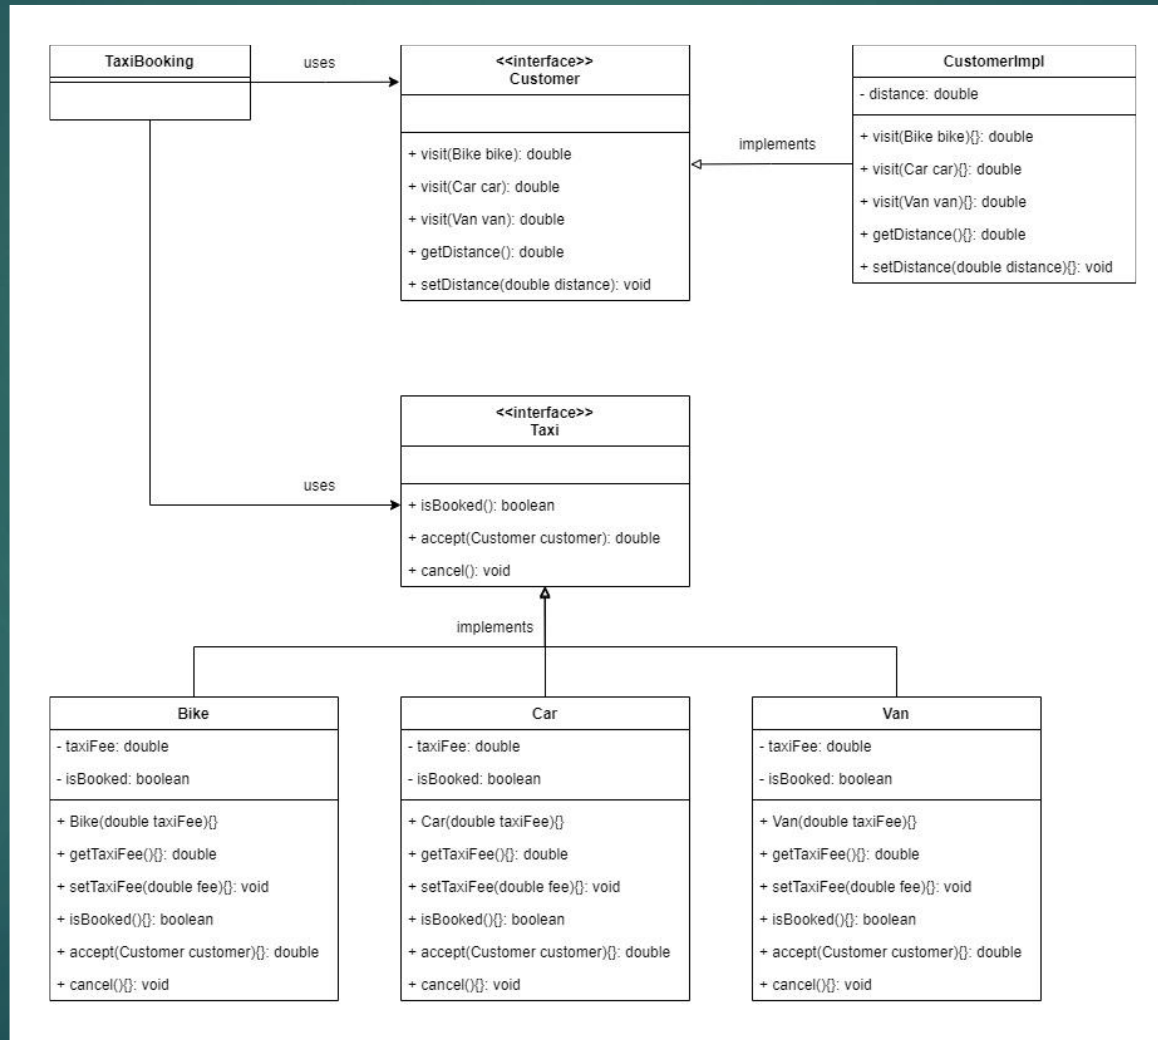 TaxiBooking
uses
<<interface>>
Customer
+ visit(Bike bike): double
+ visit(Car car): double
+ visit(Van van): double
+ getDistance(): double
+ setDistance(double distance): void
implements
CustomerImpl
- distance: double
+ visit(Bike bike){}: double
+ visit(Car car){}: double
+ visit(Van van){}: double
+ getDistance(){}: double
+ setDistance(double distance){}: void
uses
<<interface>>
Taxi
+ isBooked(): boolean
+ accept(Customer customer): double
+ cancel(): void
implements
Bike
- taxiFee: double
- isBooked: boolean
+ Bike(double taxiFee){}
+ getTaxiFee(){}: double
+ setTaxiFee(double fee){}: void
+ isBooked(){}: boolean
+ accept(Customer customer){}: double
+ cancel(){}: void
Car
- taxiFee: double
- isBooked: boolean
+ Car(double taxiFee){}
+ getTaxiFee(){}: double
+ setTaxiFee(double fee){}: void
+ isBooked(){}: boolean
+ accept(Customer customer){}: double
+ cancel(){}: void
Van
- taxiFee: double
- isBooked: boolean
+ Van(double taxiFee){}
+ getTaxiFee(){}: double
+ setTaxiFee(double fee){}: void
+ isBooked(){}: boolean
+ accept(Customer customer){}: double
+ cancel(){}: void